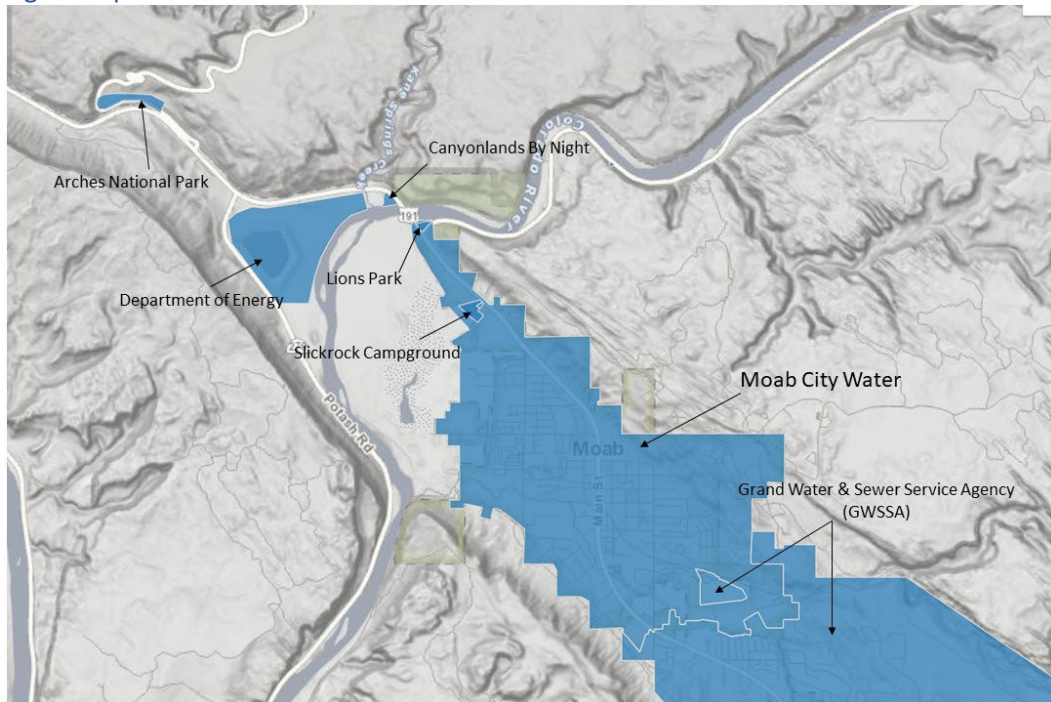 Kane Springs Creek
Colorado River
Canyonlands By Night
Arches National Park
191
Lions Park
Department of Energy
Slickrock Campground
Potash Rd
Moab City Water
Moab
Main St
Grand Water & Sewer Service Agency
(GWSSA)